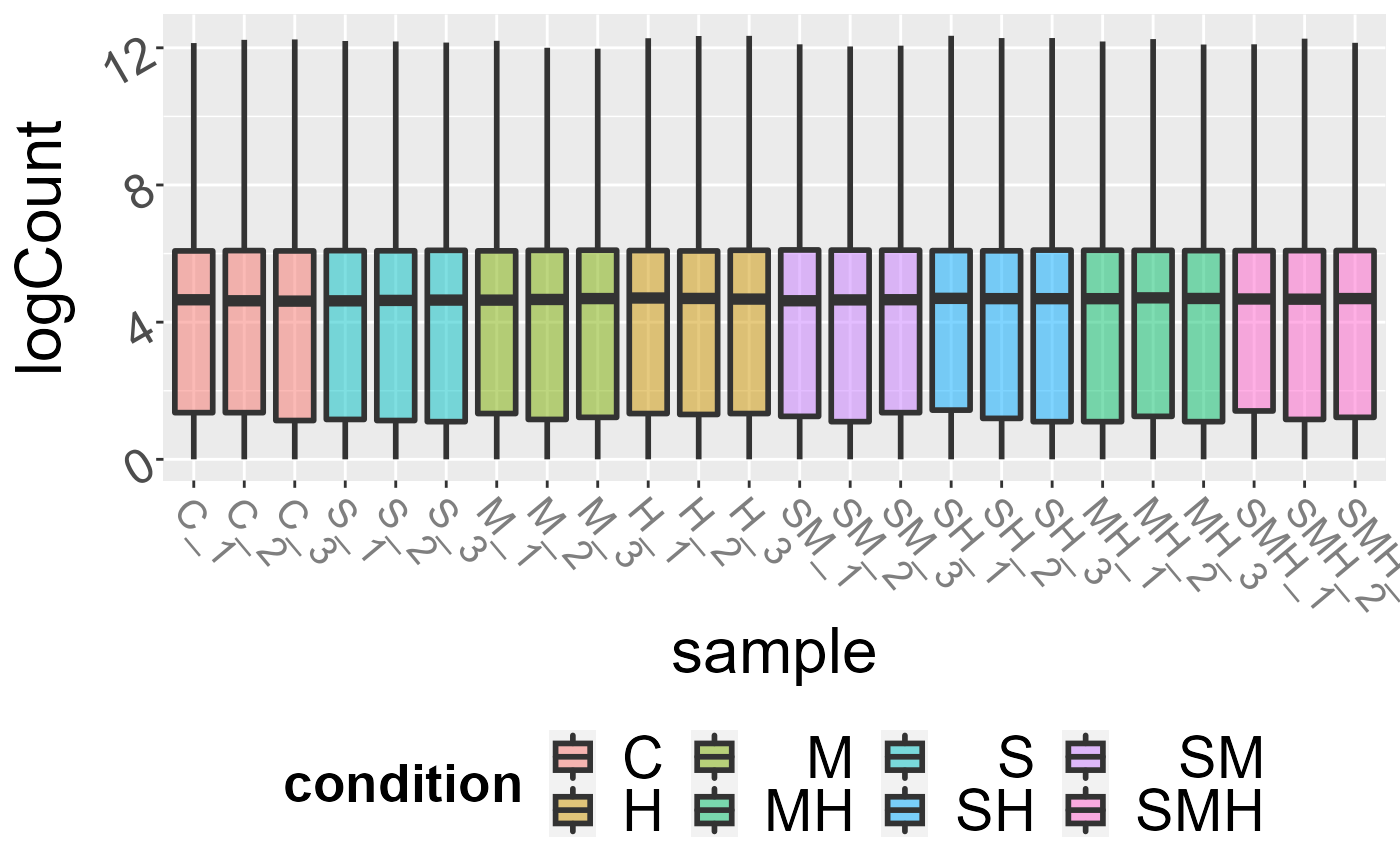 logCount
12
8
4
0
C_1
C_2
C_3
S_1
S_2
S_3
M_1
M_2
M_3
H_1
H_2
H_3
SM_1
SM_2
SM_3
SH_1
SH_2
SH_3
MH_1
MH_2
MH_3
SMH_1
SMH_2
SMH_
sample
condition
C M S SM
H MH SH SMH